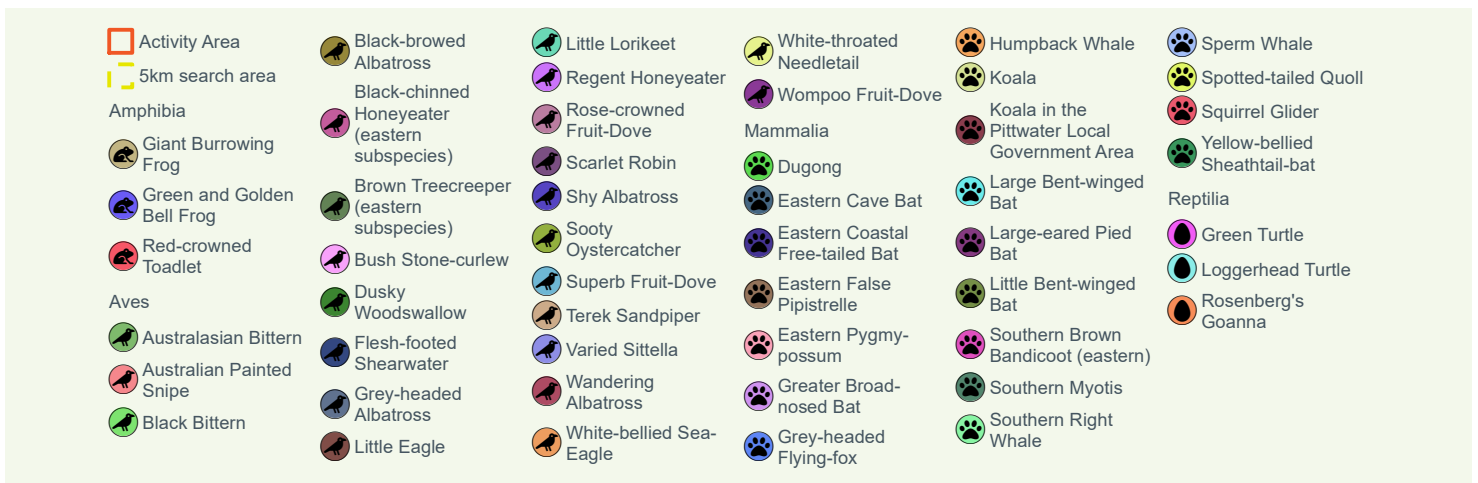 Activity Area
5km search area
Amphibia
Giant Burrowing
Frog
Green and Golden
Bell Frog
Red-crowned
Toadlet
Aves
Australasian Bittern
Australian Painted
Snipe
Black Bittern
Black-browed
Albatross
Black-chinned
Honeyeater
(eastern
subspecies)
Brown Treecreeper
(eastern
subspecies)
Bush Stone-curlew
Dusky
Woodswallow
Flesh-footed
Shearwater
Grey-headed
Albatross
Little Eagle
Little Lorikeet
Regent Honeyeater
Rose-crowned
Fruit-Dove
Scarlet Robin
Shy Albatross
Sooty
Oystercatcher
Superb Fruit-Dove
Terek Sandpiper
Varied Sittella
Wandering
Albatross
White-bellied Sea-
Eagle
White-throated
Needletail
Wompoo Fruit-Dove
Mammalia
Dugong
Eastern Cave Bat
Eastern Coastal
Free-tailed Bat
Eastern False
Pipistrelle
Eastern Pygmy-
possum
Greater Broad-
nosed Bat
Grey-headed
Flying-fox
Humpback Whale
Koala
Koala in the
Pittwater Local
Government Area
Large Bent-winged
Bat
Large-eared Pied
Bat
Little Bent-winged
Bat
Southern Brown
Bandicoot (eastern)
Southern Myotis
Southern Right
Whale
Sperm Whale
Spotted-tailed Quoll
Squirrel Glider
Yellow-bellied
Sheathtail-bat
Reptilia
Green Turtle
Loggerhead Turtle
Rosenberg's
Goanna